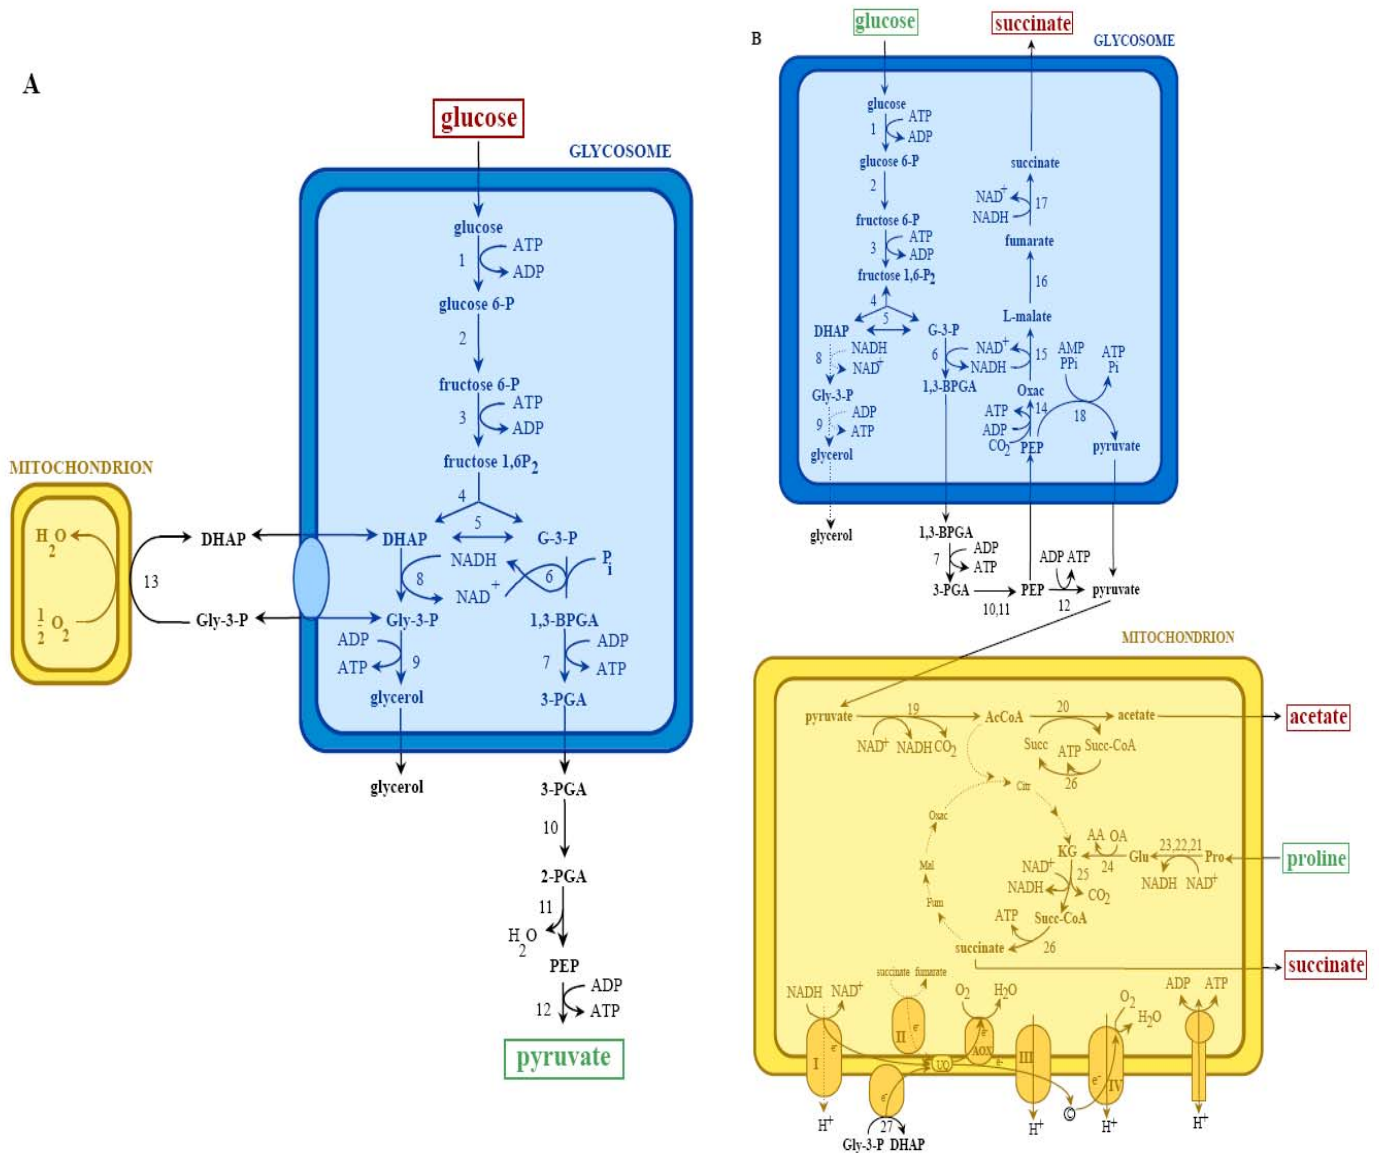 A
glucose
GLYCOSOME
glucose
1
ATP
ADP
glucose 6-P
2
fructose 6-P
3
ATP
ADP
fructose 1,6P2
4
5
DHAP
G-3-P
NADH
NAD+
8
6
Pi
Gly-3-P
1,3-BPGA
ADP
ATP
9
7
ADP
ATP
glycerol
3-PGA
MITOCHONDRION
H2O
1/2 O2
13
DHAP
Gly-3-P
glycerol
3-PGA
10
2-PGA
11
H2O
PEP
12
ADP
ATP
pyruvate
B
glucose
succinate
GLYCOSOME
glucose
1
ATP
ADP
glucose 6-P
2
fructose 6-P
3
ATP
ADP
fructose 1,6-P2
4
5
DHAP
G-3-P
8
NADH
NAD+
6
NAD+
NADH
Gly-3-P
1,3-BPGA
9
ADP
ATP
glycerol
succinate
NAD+
NADH
17
fumarate
16
L-malate
15
AMP
PPi
ATP
Pi
Oxac
ATP
ADP
CO2
14
18
PEP
pyruvate
glycerol
1,3-BPGA
7
ADP
ATP
3-PGA
10,11
PEP
ADP ATP
12
pyruvate
MITOCHONDRION
pyruvate
19
NAD+
NADH
CO2
AcCoA
20
acetate
acetate
Succ
ATP
Succ-CoA
26
Citr
Oxac
Mal
Fum
KG
AA
OA
24
Glu
23,22,21
Pro
proline
NADH
NAD+
NAD+
NADH
25
CO2
Succ-CoA
ATP
26
succinate
succinate
NADH
NAD+
succinate
fumarate
O2
H2O
O2
H2O
ADP
ATP
I
e-
II
e-
UQ
AOX
e-
e-
III
e-
IV
C
27
Gly-3-P
DHAP
H+
H+
H+
H+
e-